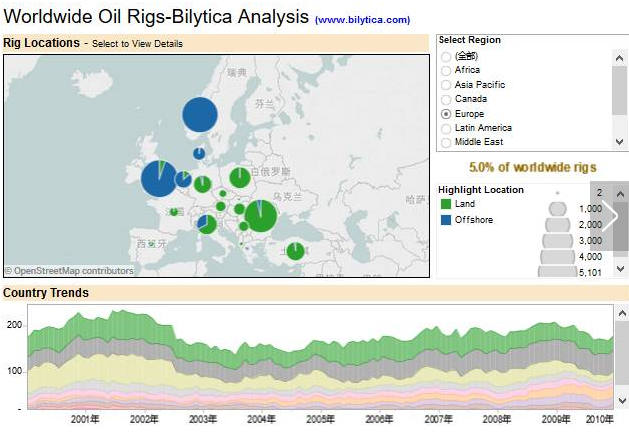 Worldwide Oil Rigs-Bilytica Analysis (www.bilytica.com)
Rig Locations - Select to View Details
瑞典
芬兰
白俄罗斯
乌克兰
哈萨
西班牙
© OpenStreetMap contributors
Select Region
(全部)
Africa
Asia Pacific
Canada
Europe
Latin America
Middle East
5.0% of worldwide rigs
Highlight Location
Land
Offshore
2
1,000
2,000
3,000
4,000
5,101
Country Trends
200
100
2001年 2002年 2003年 2004年 2005年 2006年 2007年 2008年 2009年 2010年